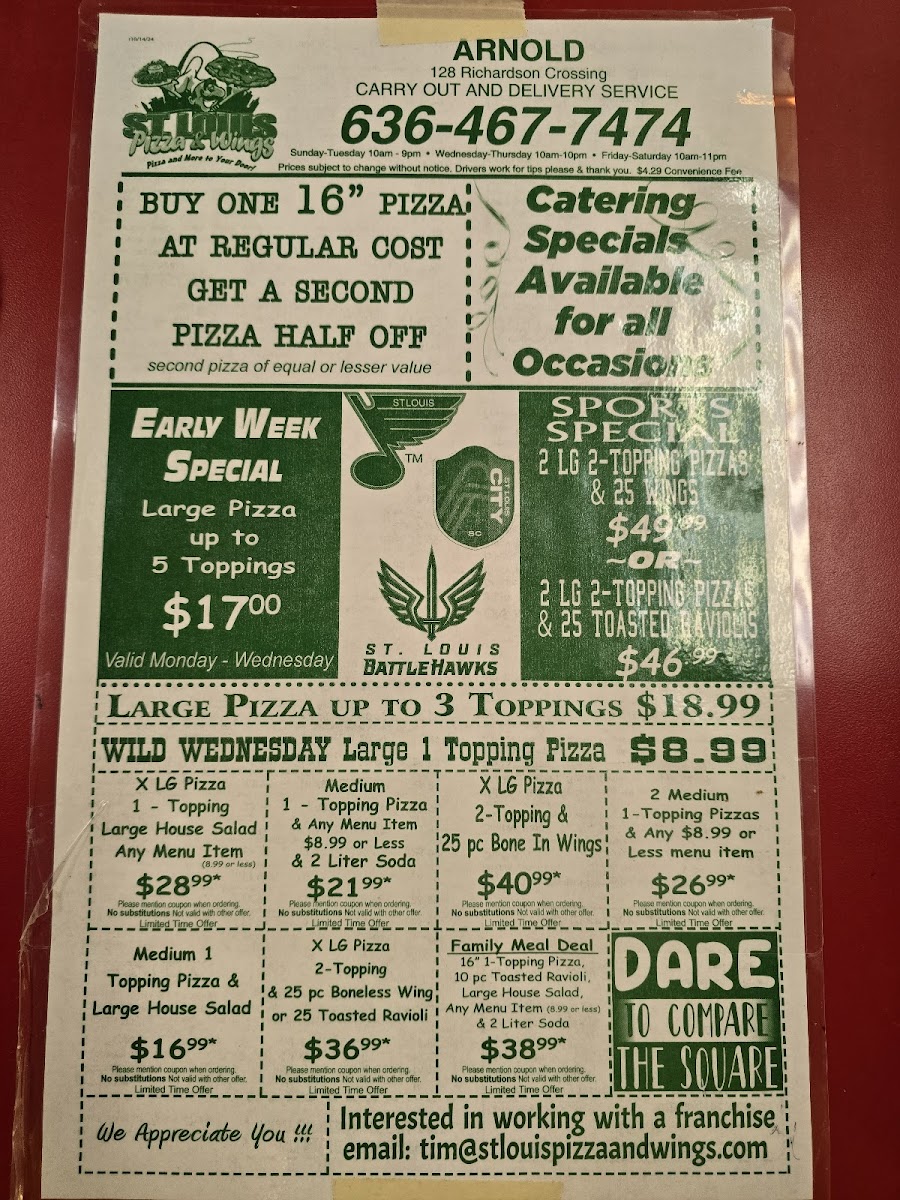 110/14/24
ST. LOUIS
Pizza & Wings
Pizza and More to Your Door!
ARNOLD
128 Richardson Crossing
CARRY OUT AND DELIVERY SERVICE
636-467-7474
Sunday-Tuesday 10am - 9pm • Wednesday-Thursday 10am-10pm • Friday-Saturday 10am-11pm
Prices subject to change without notice. Drivers work for tips please & thank you. $4.29 Convenience Fee
BUY ONE 16” PIZZA
AT REGULAR COST
GET A SECOND
PIZZA HALF OFF
second pizza of equal or lesser value
Catering
Specials
Available
for all
Occasions
EARLY WEEK
SPECIAL
Large Pizza
up to
5 Toppings
$17⁰⁰
Valid Monday - Wednesday
STLOUIS
TM
ST LOUIS
CITY
SC
ST. LOUIS
BATTLEHAWKS
SPORTS
SPECIAL
2 LG 2-TOPPING PIZZAS
& 25 WINGS
$49.99
~OR~
2 LG 2-TOPPING PIZZAS
& 25 TOASTED RAVIOLIS
$46.99
LARGE PIZZA UP TO 3 TOPPINGS $18.99
WILD WEDNESDAY Large 1 Topping Pizza $8.99
X LG Pizza
1 - Topping
Large House Salad
Any Menu Item
(8.99 or less)
$28⁹⁹*
Please mention coupon when ordering.
No substitutions Not valid with other offer.
Limited Time Offer
Medium
1 - Topping Pizza
& Any Menu Item
$8.99 or Less
& 2 Liter Soda
$21⁹⁹*
Please mention coupon when ordering.
No substitutions Not valid with other offer.
Limited Time Offer
X LG Pizza
2-Topping &
25 pc Bone In Wings
$40⁹⁹*
Please mention coupon when ordering.
No substitutions Not valid with other offer.
Limited Time Offer
2 Medium
1-Topping Pizzas
& Any $8.99 or
Less menu item
$26⁹⁹*
Please mention coupon when ordering.
No substitutions Not valid with other offer.
Limited Time Offer
Medium 1
Topping Pizza &
Large House Salad
$16⁹⁹*
Please mention coupon when ordering.
No substitutions Not valid with other offer.
Limited Time Offer
X LG Pizza
2-Topping
& 25 pc Boneless Wing
or 25 Toasted Ravioli
$36⁹⁹*
Please mention coupon when ordering.
No substitutions Not valid with other offer.
Limited Time Offer
Family Meal Deal
16” 1-Topping Pizza,
10 pc Toasted Ravioli,
Large House Salad,
Any Menu Item (8.99 or less)
& 2 Liter Soda
$38⁹⁹*
Please mention coupon when ordering.
No substitutions Not valid with other offer.
Limited Time Offer
DARE
TO COMPARE
THE SQUARE
We Appreciate You !!!
Interested in working with a franchise
email: tim@stlouispizzaandwings.com